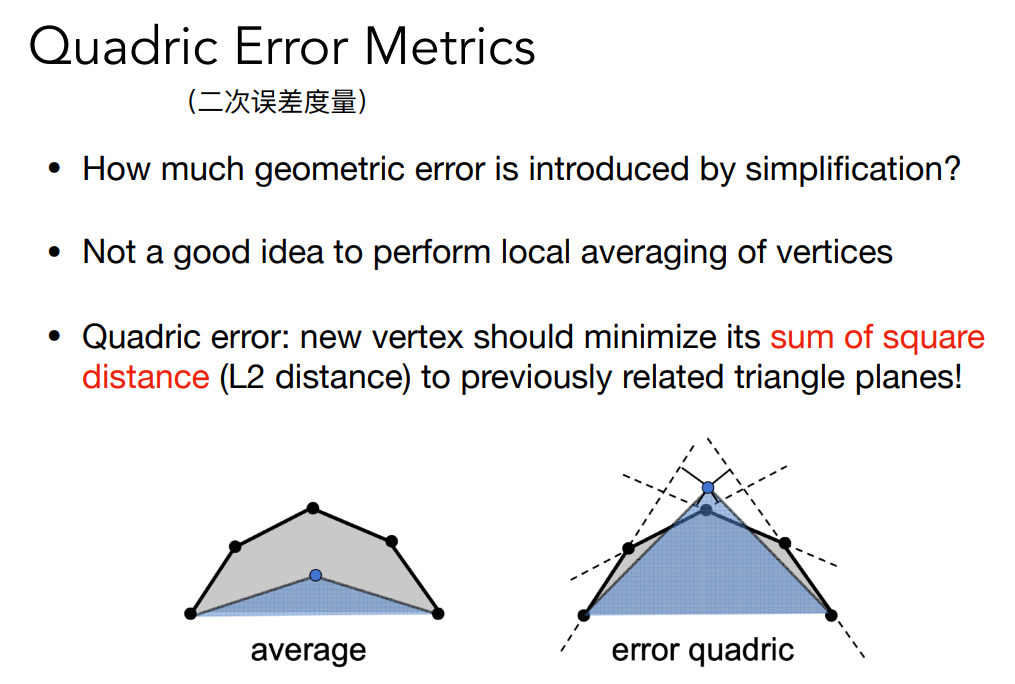 Quadric Error Metrics
(二次误差度量)
• How much geometric error is introduced by simplification?
• Not a good idea to perform local averaging of vertices
• Quadric error: new vertex should minimize its sum of square
distance (L2 distance) to previously related triangle planes!
average
error quadric